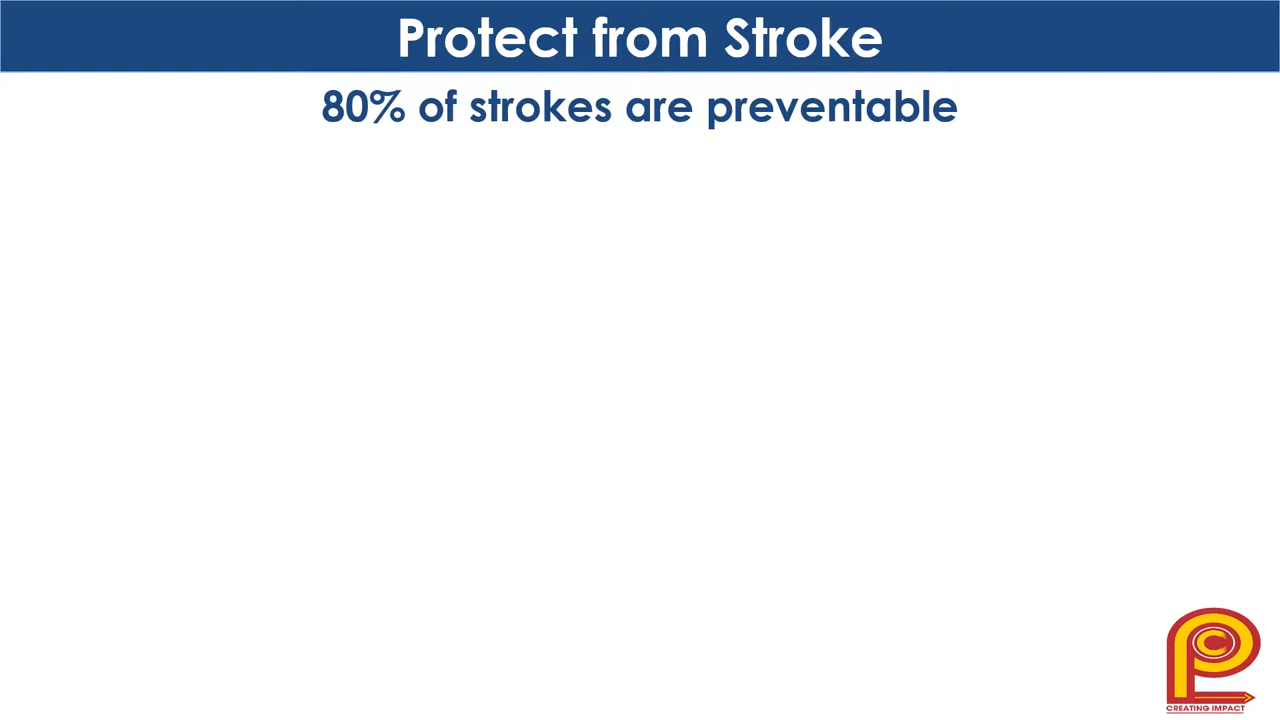 Protect from Stroke
80% of strokes are preventable
CREATING IMPACT